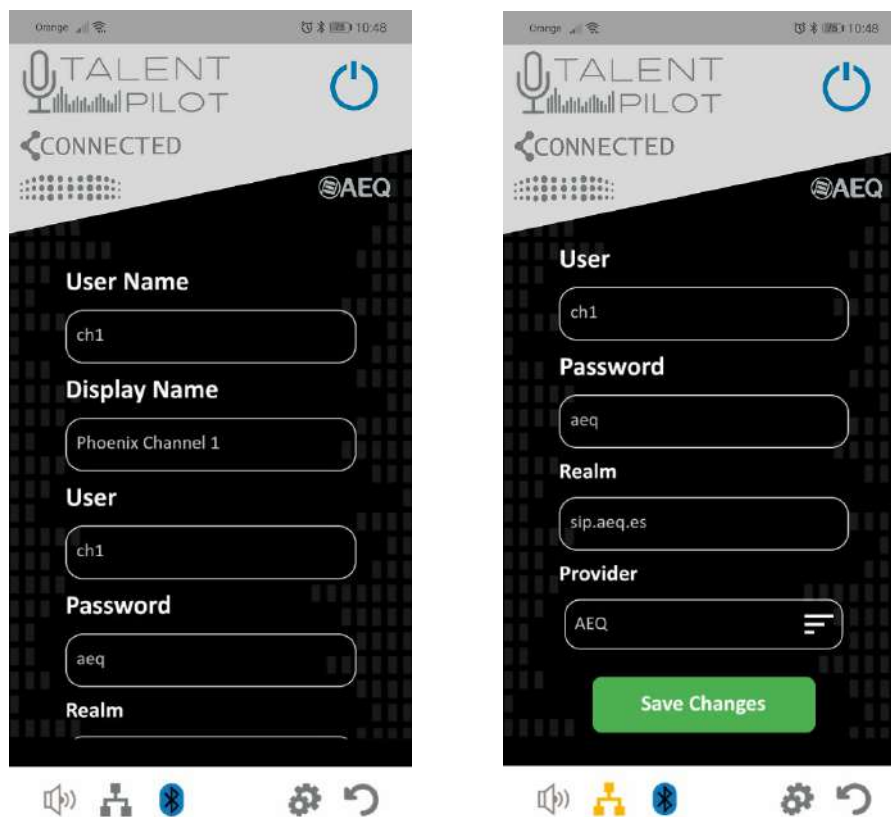 Orange 10:48
TALENT
PILOT
CONNECTED
AEQ
User Name
ch1
Display Name
Phoenix Channel 1
User
ch1
Password
aeq
Realm
Orange 10:48
TALENT
PILOT
CONNECTED
AEQ
User
ch1
Password
aeq
Realm
sip.aeq.es
Provider
AEQ
Save Changes